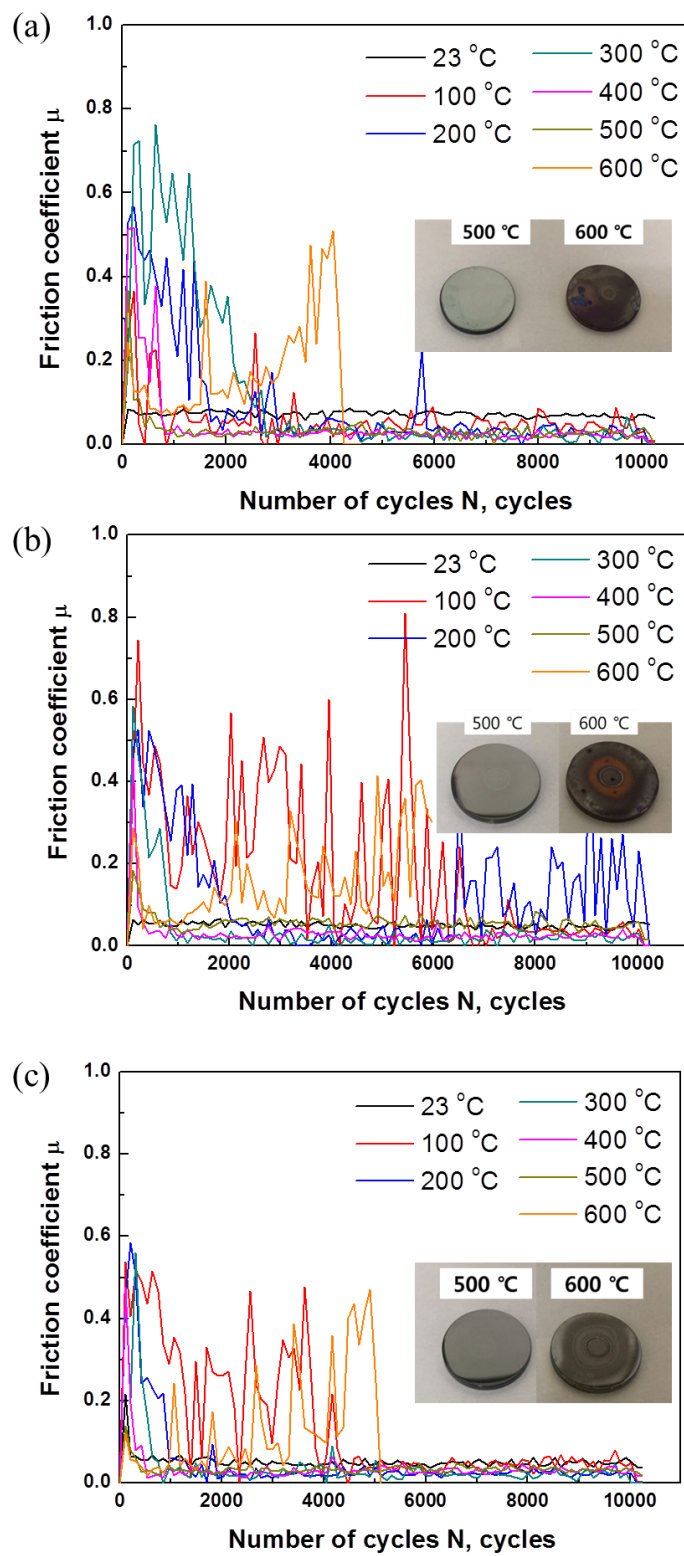 (a)
1.0
0.8
0.6
0.4
0.2
0.0
Friction coefficient μ
23 °C
100 °C
200 °C
300 °C
400 °C
500 °C
600 °C
500 ℃
600 ℃
0
2000
4000
6000
8000
10000
Number of cycles N, cycles
(b)
1.0
0.8
0.6
0.4
0.2
0.0
Friction coefficient μ
23 °C
100 °C
200 °C
300 °C
400 °C
500 °C
600 °C
500 ℃
600 ℃
0
2000
4000
6000
8000
10000
Number of cycles N, cycles
(c)
1.0
0.8
0.6
0.4
0.2
0.0
Friction coefficient μ
23 °C
100 °C
200 °C
300 °C
400 °C
500 °C
600 °C
500 ℃
600 ℃
0
2000
4000
6000
8000
10000
Number of cycles N, cycles